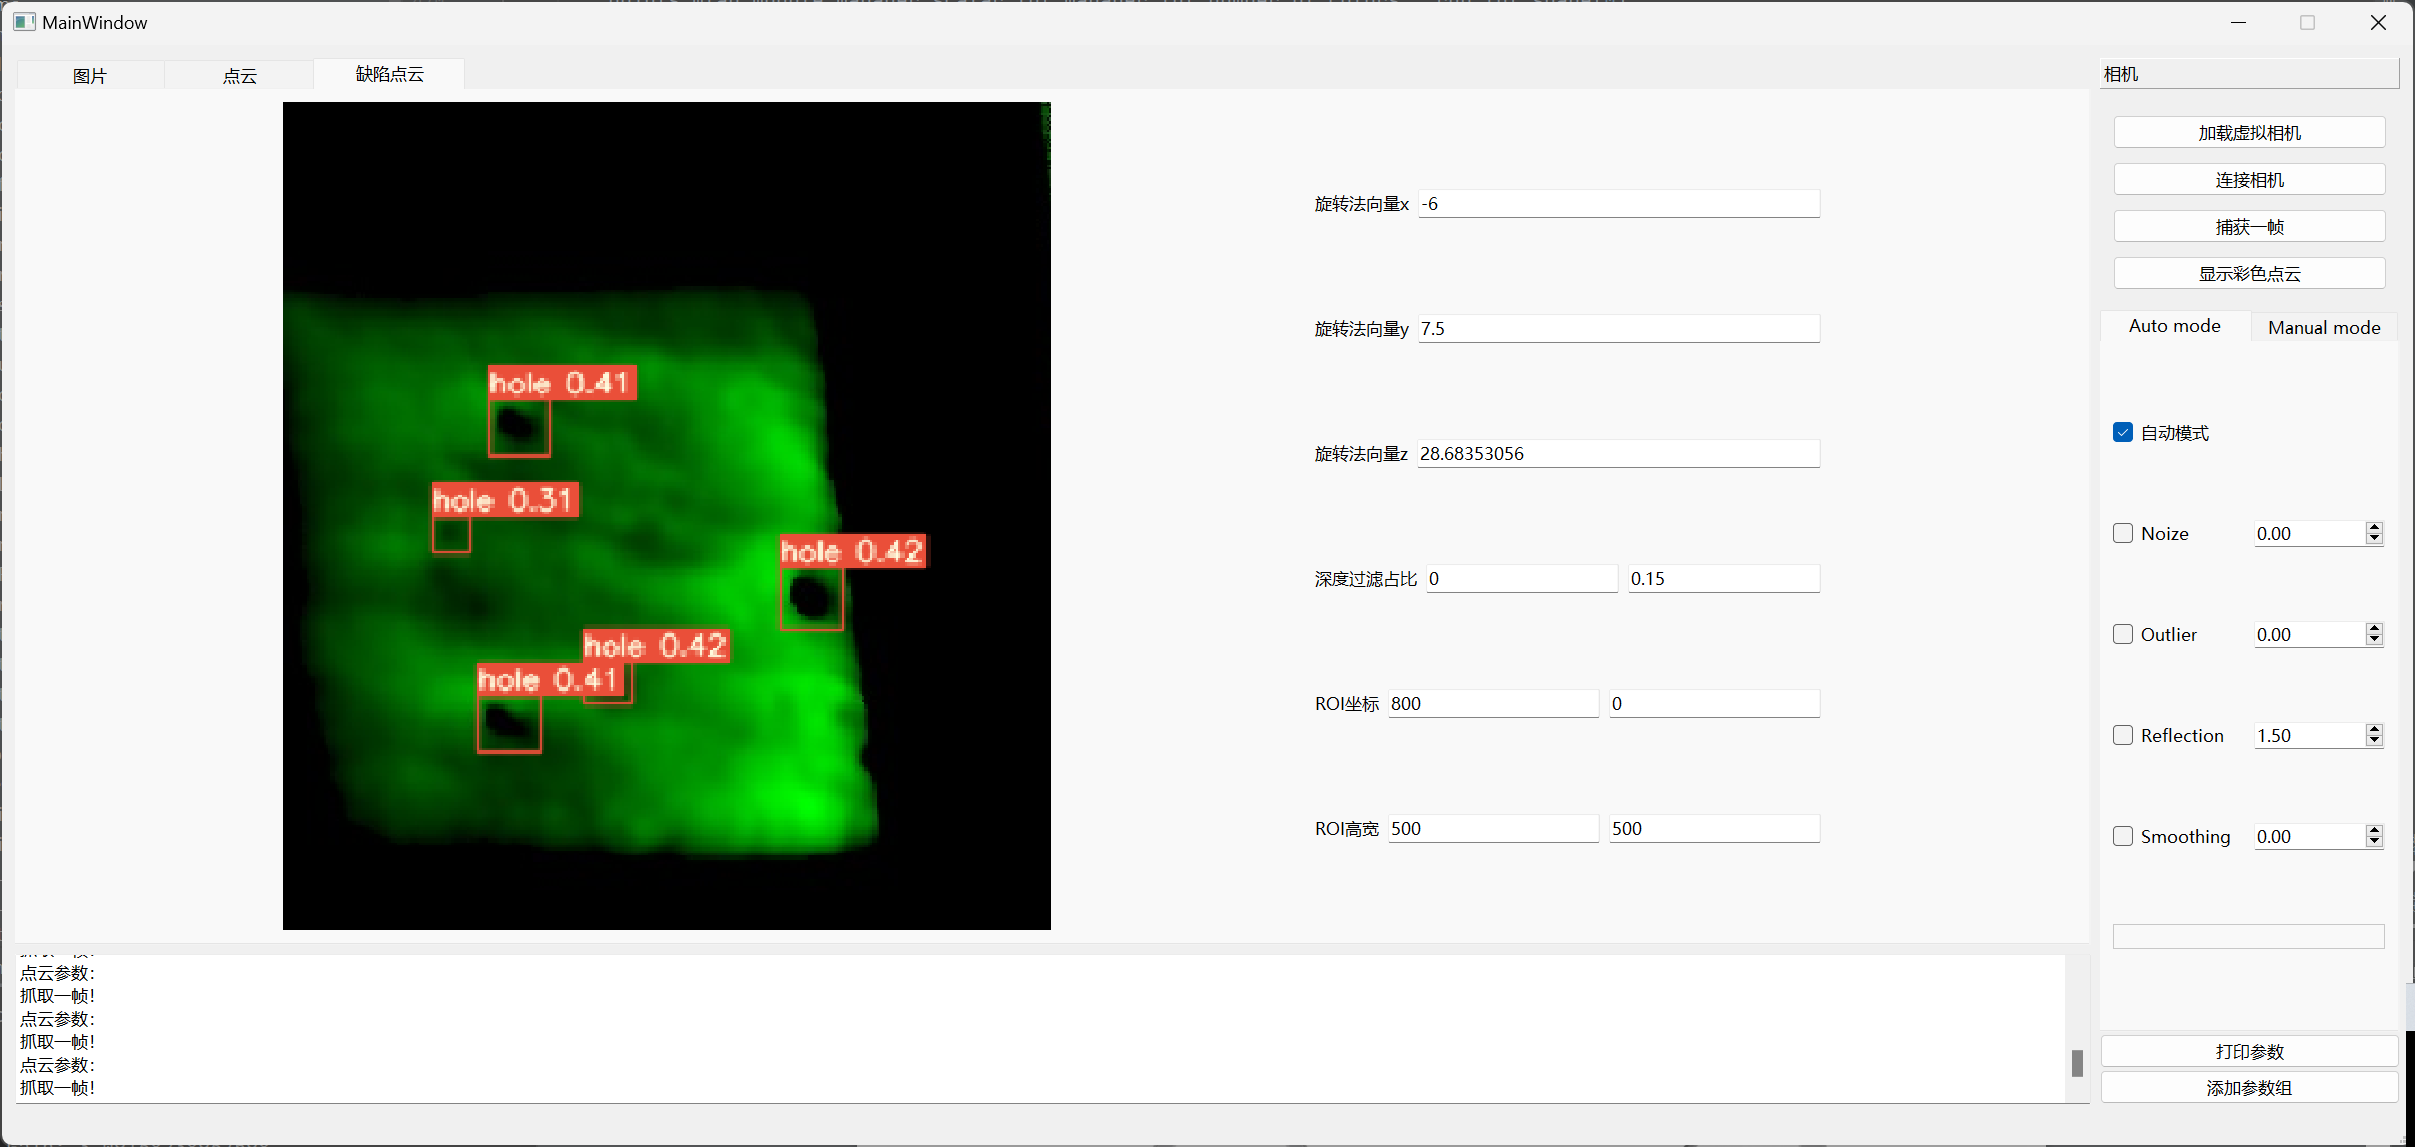 MainWindow
图片
点云
缺陷点云
hole 0.41
hole 0.31
hole 0.42
hole 0.42
hole 0.41
旋转法向量x -6
旋转法向量y 7.5
旋转法向量z 28.68353056
深度过滤占比 0 0.15
ROI坐标 800 0
ROI高宽 500 500
点云参数:
抓取一帧!
点云参数:
抓取一帧!
点云参数:
抓取一帧!
相机
加载虚拟相机
连接相机
捕获一帧
显示彩色点云
Auto mode
Manual mode
自动模式
Noize 0.00
Outlier 0.00
Reflection 1.50
Smoothing 0.00
打印参数
添加参数组